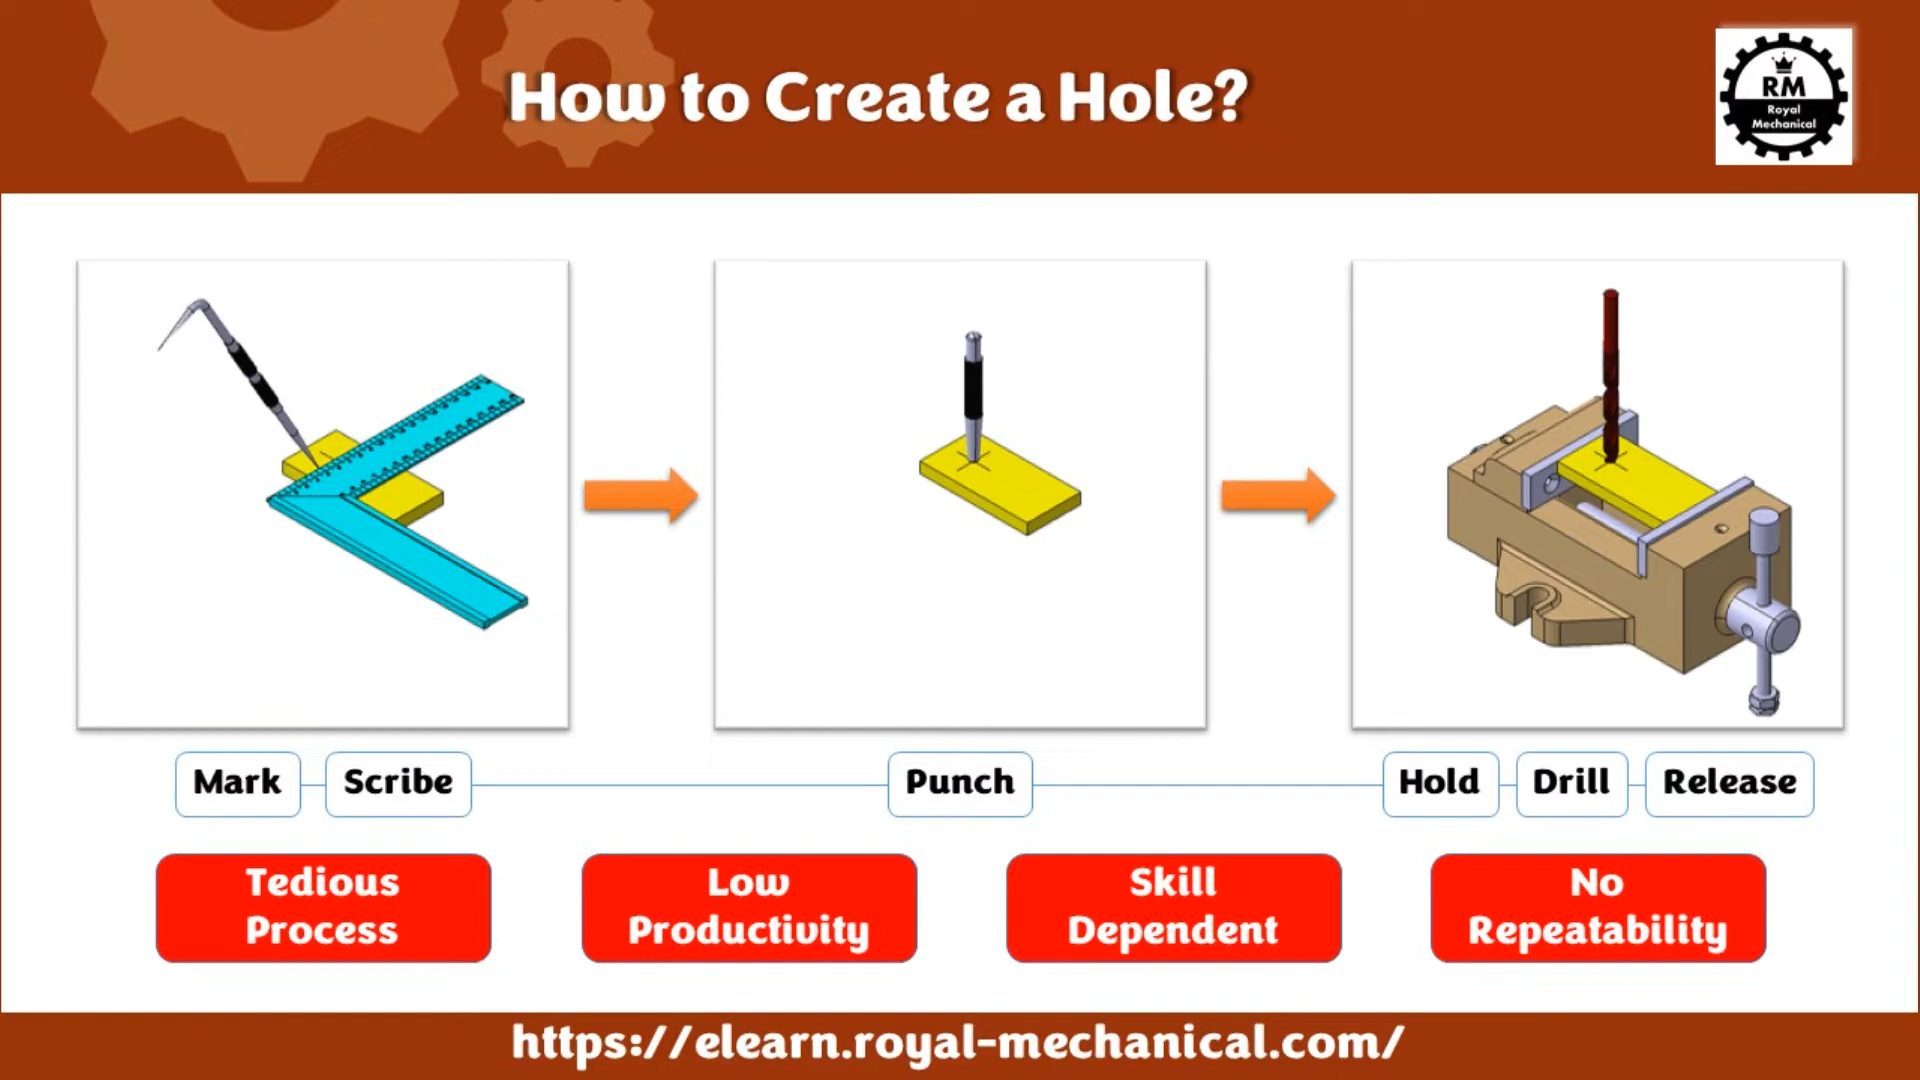 How to Create a Hole?
RM
Royal
Mechanical
Mark
Scribe
Punch
Hold
Drill
Release
Tedious
Process
Low
Productivity
Skill
Dependent
No
Repeatability
https://elearn.royal-mechanical.com/